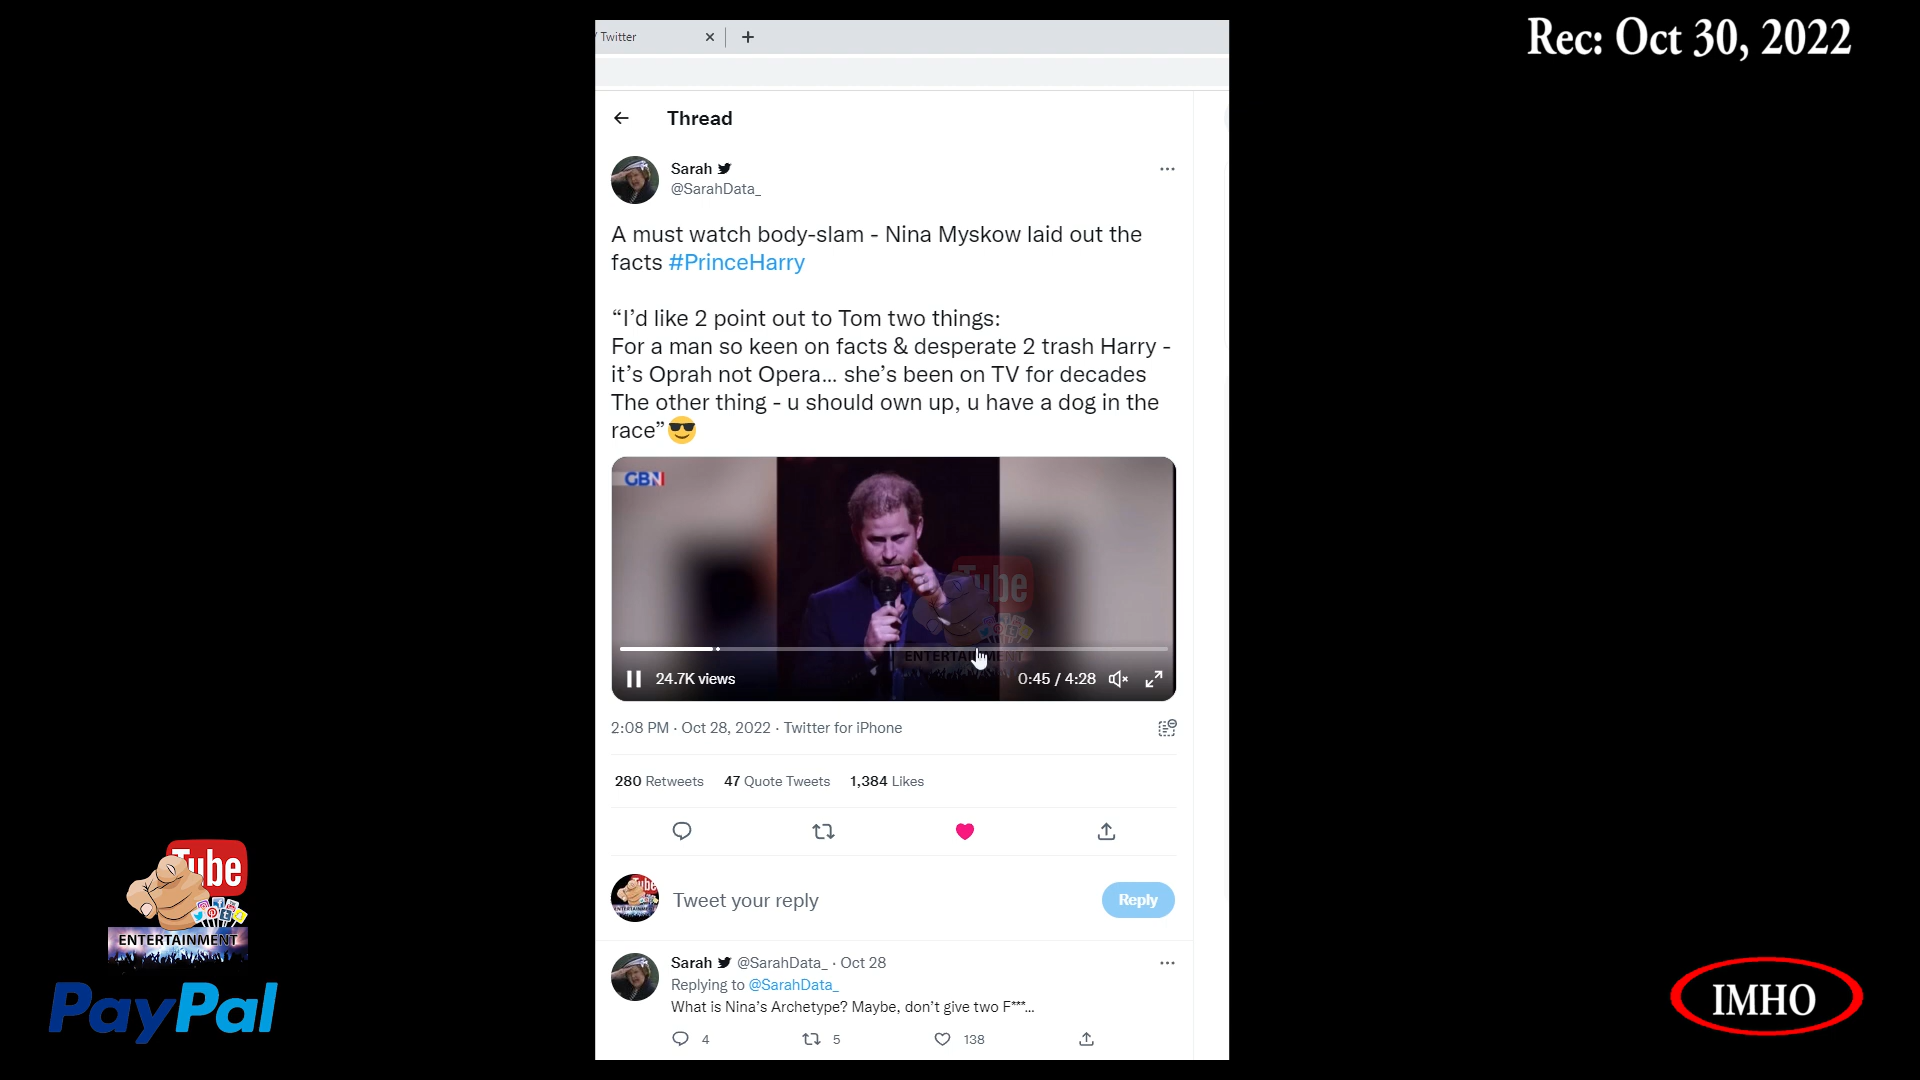 Rec: Oct 30, 2022
/ Twitter
Thread
Sarah
@SarahData_
A must watch body-slam - Nina Myskow laid out the
facts #PrinceHarry
“I’d like 2 point out to Tom two things:
For a man so keen on facts & desperate 2 trash Harry -
it’s Oprah not Opera... she’s been on TV for decades
The other thing - u should own up, u have a dog in the
race”😎
GBN
Tube
ENTERTAINMENT
24.7K views
0:45 / 4:28
2:08 PM · Oct 28, 2022 · Twitter for iPhone
280 Retweets 47 Quote Tweets 1,384 Likes
Tweet your reply
Reply
Sarah @SarahData_ · Oct 28
Replying to @SarahData_
What is Nina’s Archetype? Maybe, don’t give two F***...
4 5 138
Tube
ENTERTAINMENT
PayPal
IMHO